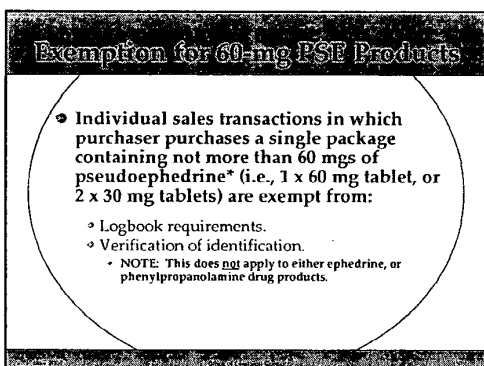 Exemption for 60-mg PSE Products
Individual sales transactions in which
purchaser purchases a single package
containing not more than 60 mgs of
pseudoephedrine* (i.e., 1 x 60 mg tablet, or
2 x 30 mg tablets) are exempt from:
Logbook requirements.
Verification of identification.
NOTE: This does not apply to either ephedrine, or
phenylpropanolamine drug products.